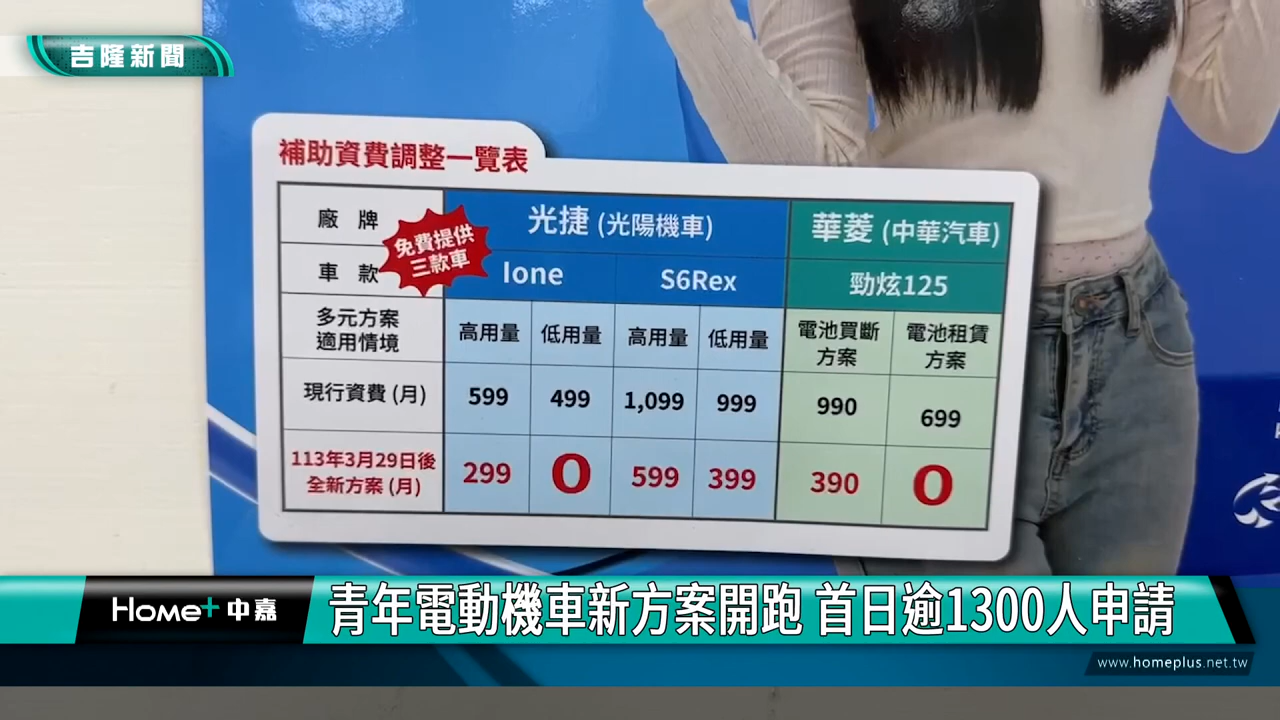 吉隆新聞
補助資費調整一覽表
廠牌
免費提供
三款車
光捷 (光陽機車)
華菱 (中華汽車)
車款
Ione
S6Rex
勁炫125
多元方案
適用情境
高用量
低用量
高用量
低用量
電池買斷
方案
電池租賃
方案
現行資費 (月)
599
499
1,099
999
990
699
113年3月29日後
全新方案 (月)
299
0
599
399
390
0
Home+ 中嘉
青年電動機車新方案開跑 首日逾1300人申請
www.homeplus.net.tw